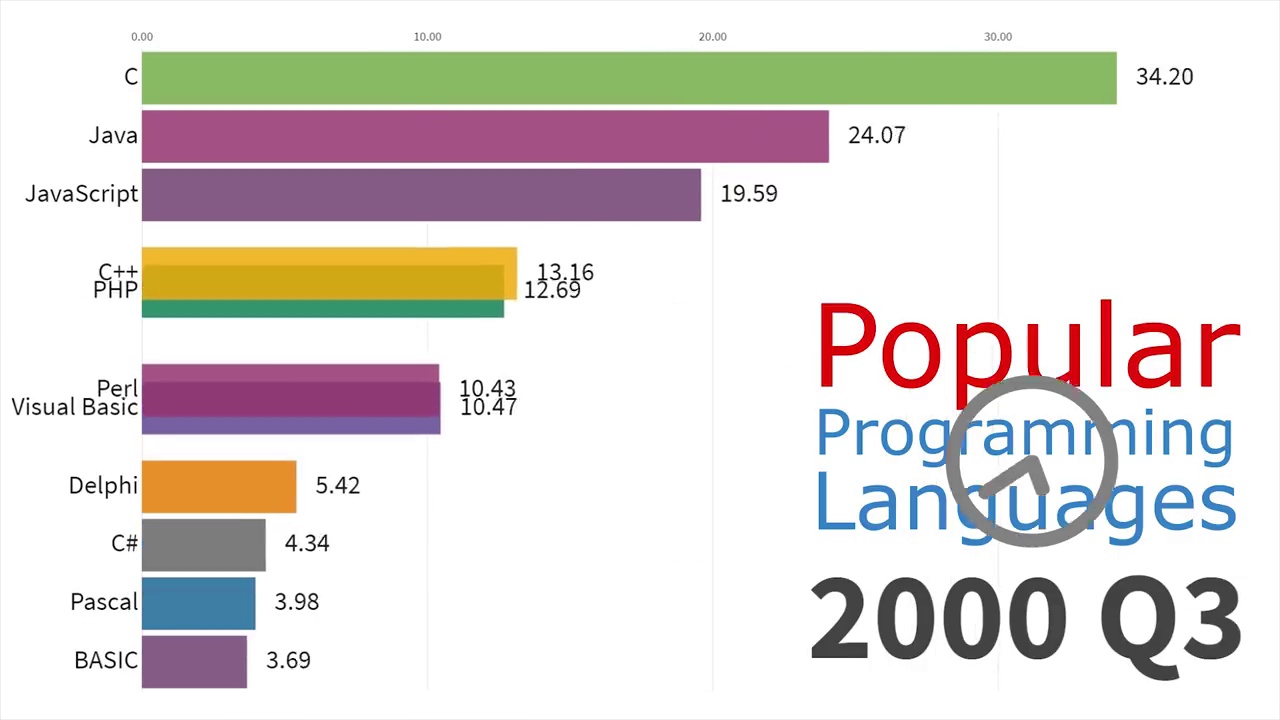 0.00 10.00 20.00 30.00
C 34.20
Java 24.07
JavaScript 19.59
C++ 13.16
PHP 12.69
Perl 10.43
Visual Basic 10.47
Delphi 5.42
C# 4.34
Pascal 3.98
BASIC 3.69
Popular
Programming
Languages
2000 Q3